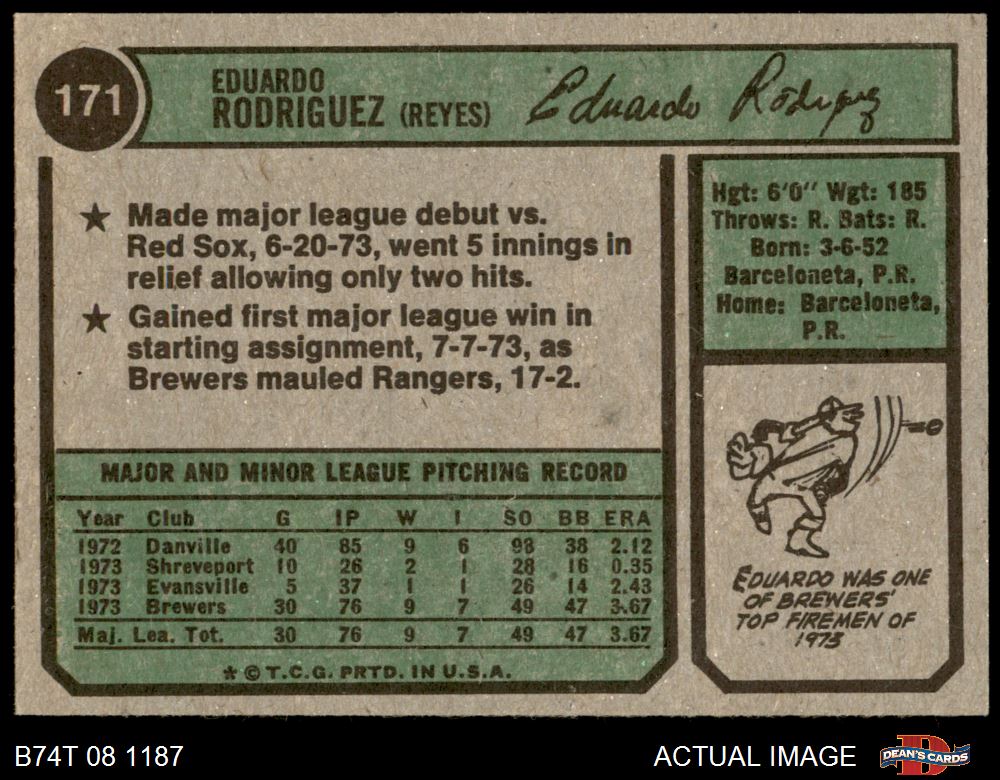 171
EDUARDO
RODRIGUEZ (REYES)
Eduardo Rodriguez
★ Made major league debut vs.
Red Sox, 6-20-73, went 5 innings in
relief allowing only two hits.
★ Gained first major league win in
starting assignment, 7-7-73, as
Brewers mauled Rangers, 17-2.
Hgt: 6'0" Wgt: 185
Throws: R. Bats: R.
Born: 3-6-52
Barceloneta, P.R.
Home: Barceloneta,
P.R.
MAJOR AND MINOR LEAGUE PITCHING RECORD
Year Club G IP W l SO BB ERA
1972 Danville 40 85 9 6 98 38 2.12
1973 Shreveport 10 26 2 1 28 16 0.35
1973 Evansville 5 37 1 1 26 14 2.43
1973 Brewers 30 76 9 7 49 47 3.67
Maj. Lea. Tot. 30 76 9 7 49 47 3.67
* © T.C.G. PRTD. IN U.S.A.
EDUARDO WAS ONE
OF BREWERS'
TOP FIREMEN OF
1973
B74T 08 1187
ACTUAL IMAGE
DEAN'S CARDS